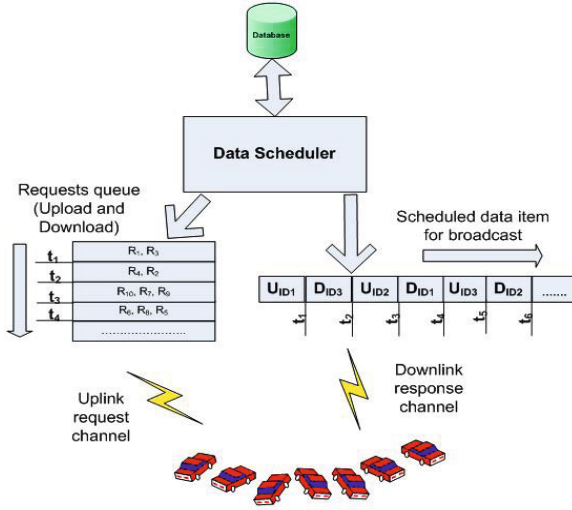 Database
Data Scheduler
Requests queue
(Upload and
Download)
t1
t2
t3
t4
R1, R3
R4, R2
R10, R7, R9
R6, R8, R5
........................
Scheduled data item
for broadcast
UID1 DID3 UID2 DID1 UID3 DID2 .......
t1 t2 t3 t4 t5 t6
Uplink
request
channel
Downlink
response
channel